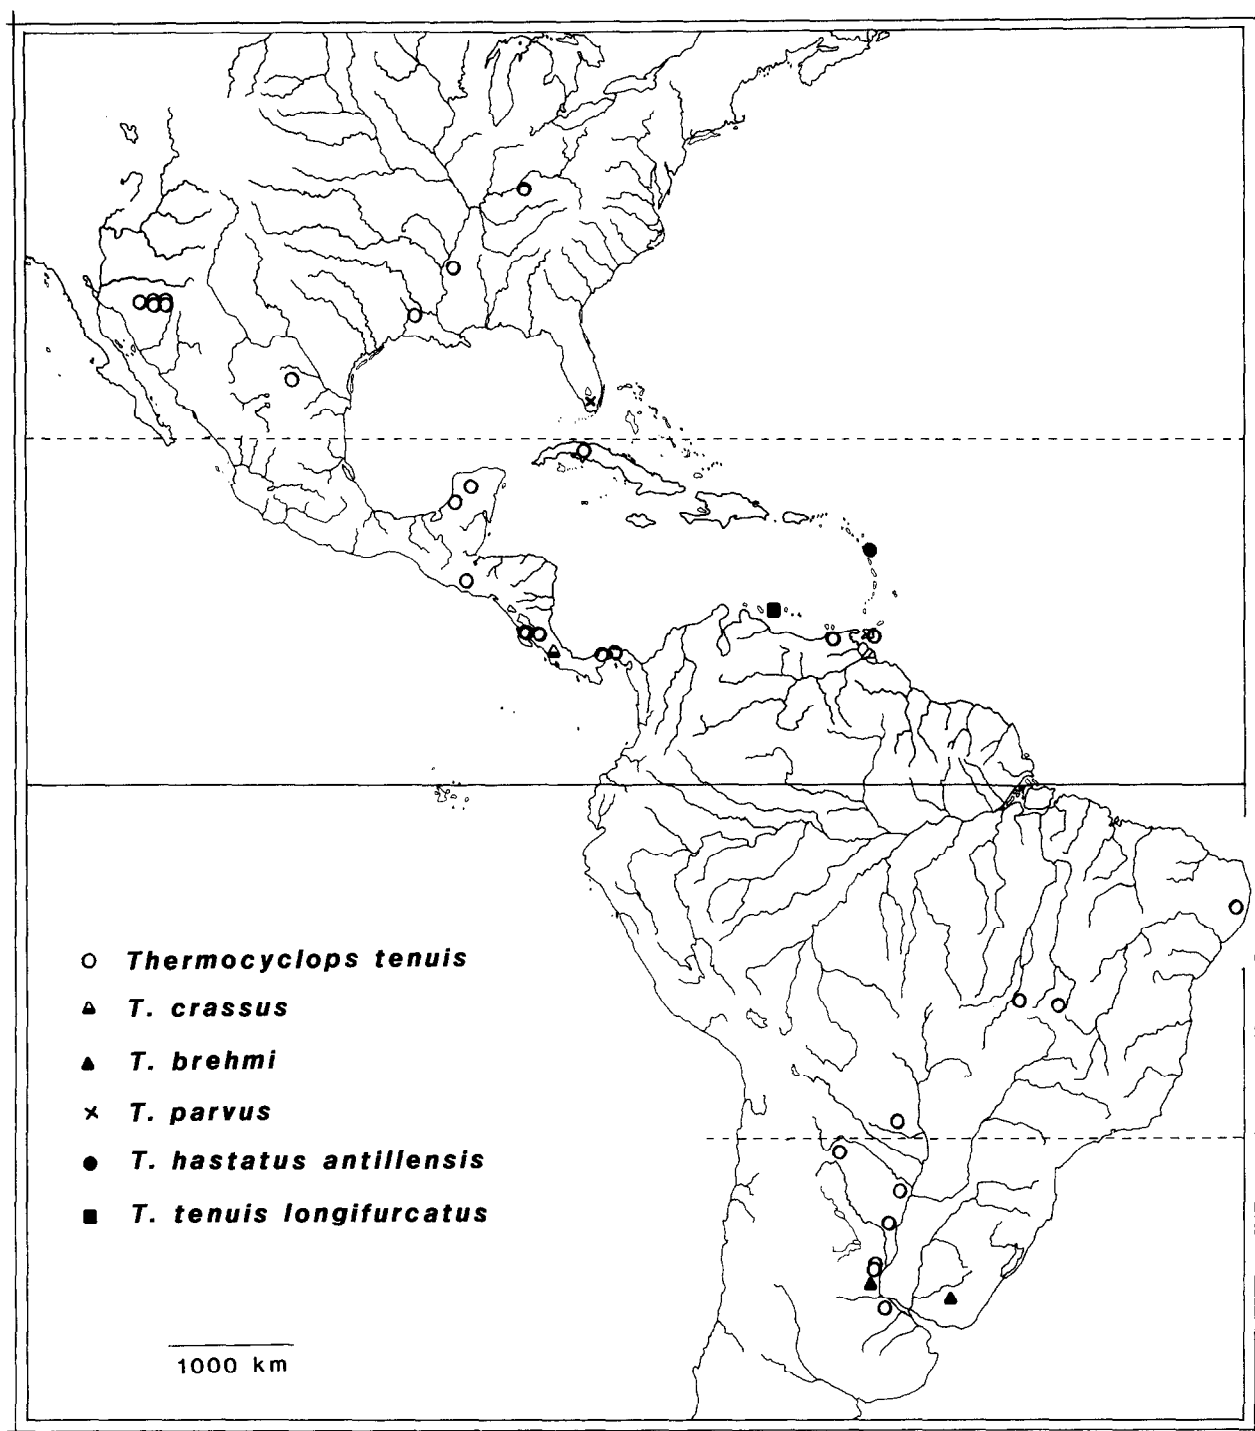 Thermocyclops tenuis
T. crassus
T. brehmi
T. parvus
T. hastatus antillensis
T. tenuis longifurcatus
1000 km